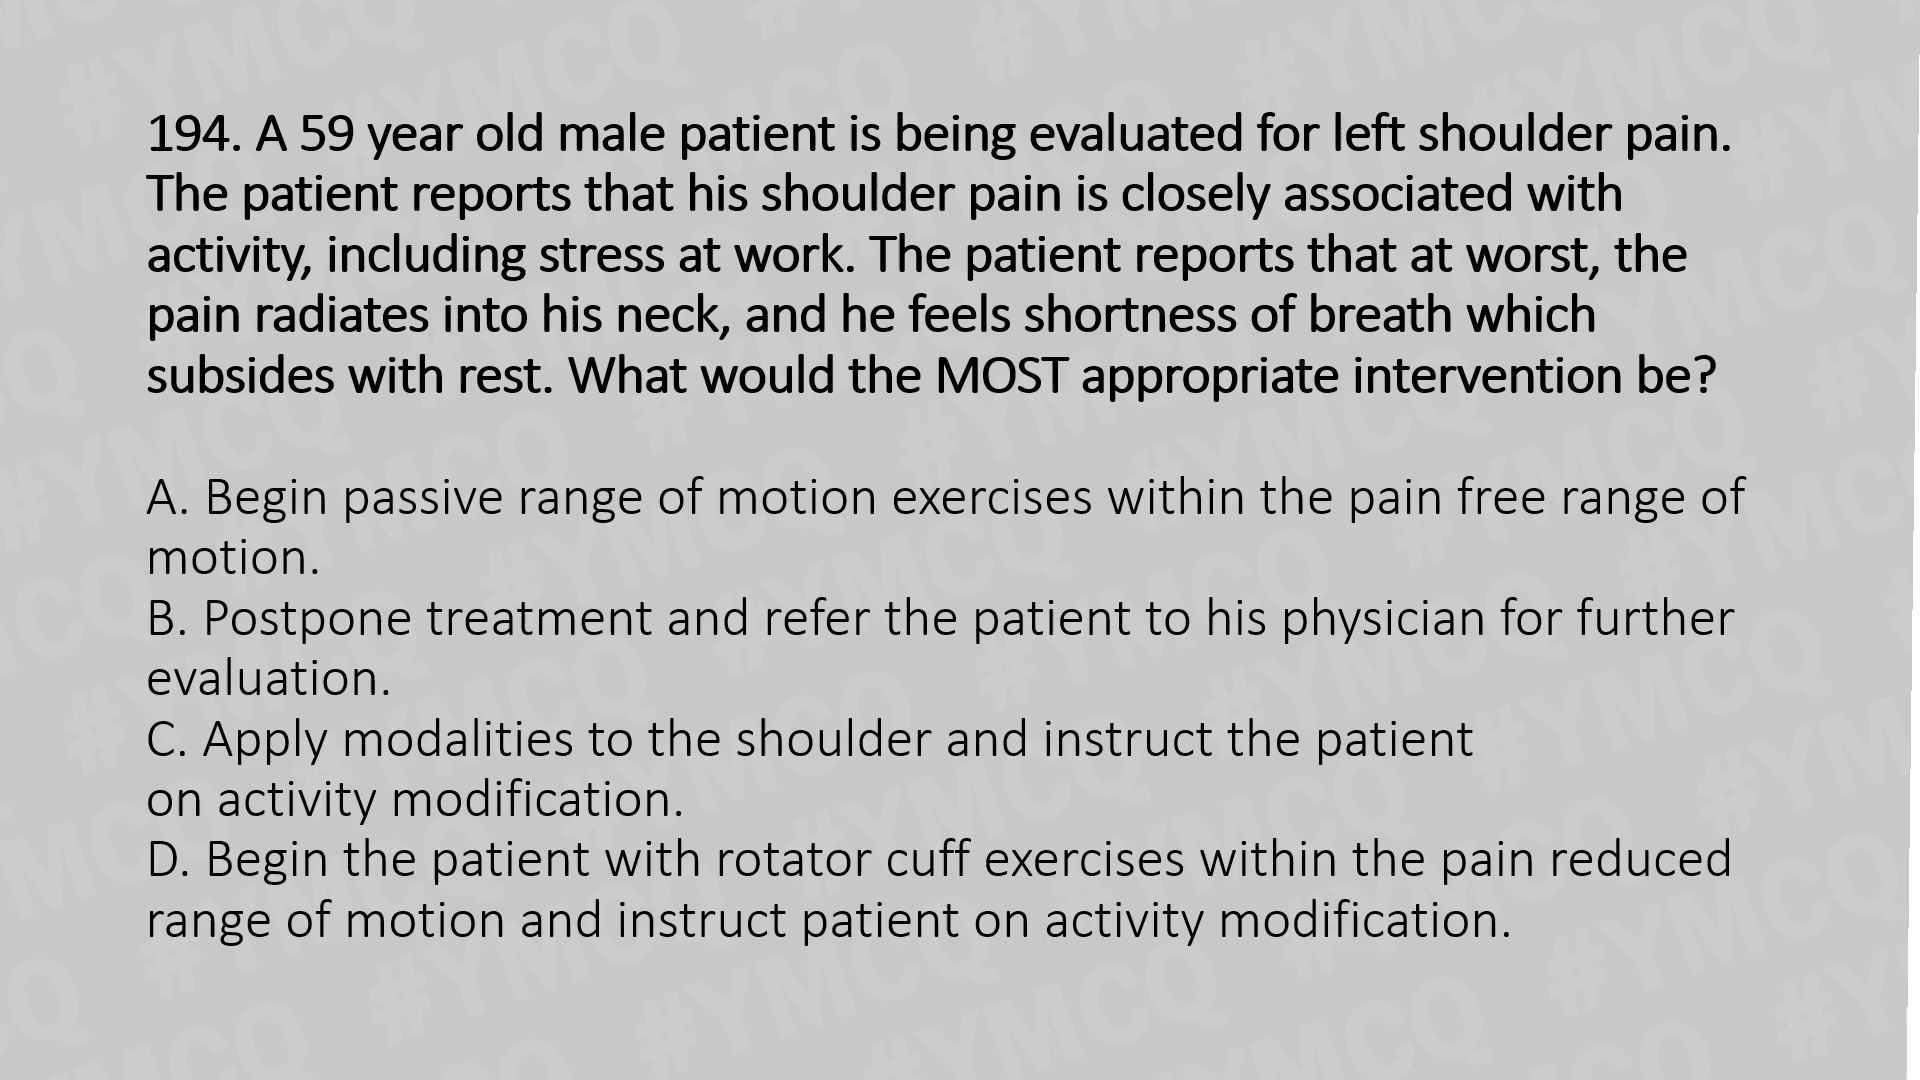 194. A 59 year old male patient is being evaluated for left shoulder pain.
The patient reports that his shoulder pain is closely associated with
activity, including stress at work. The patient reports that at worst, the
pain radiates into his neck, and he feels shortness of breath which
subsides with rest. What would the MOST appropriate intervention be?
A. Begin passive range of motion exercises within the pain free range of
motion.
B. Postpone treatment and refer the patient to his physician for further
evaluation.
C. Apply modalities to the shoulder and instruct the patient
on activity modification.
D. Begin the patient with rotator cuff exercises within the pain reduced
range of motion and instruct patient on activity modification.
#YMCQ